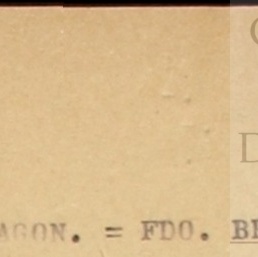 AGON. = FDO.